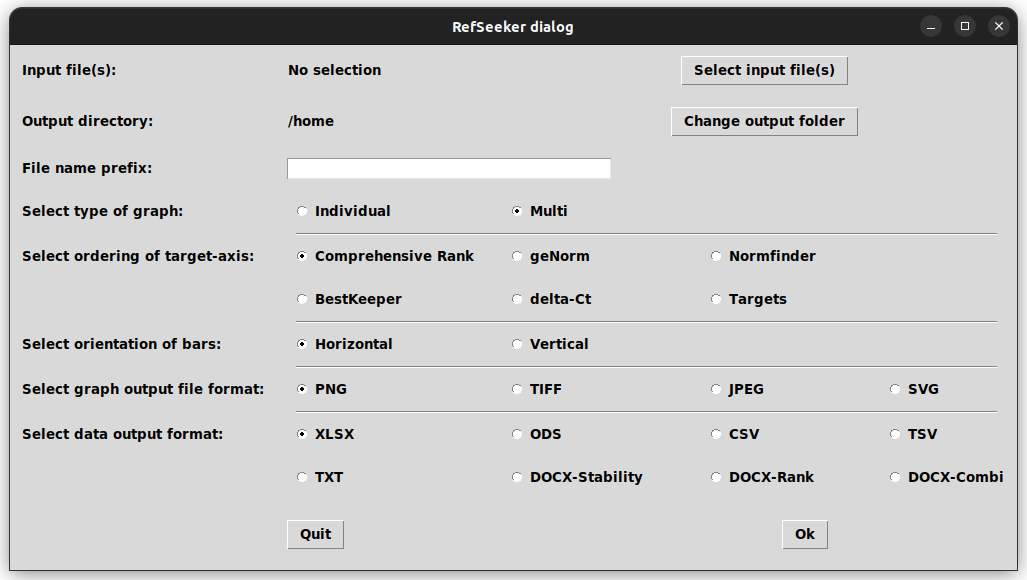 RefSeeker dialog
Input file(s): No selection Select input file(s)
Output directory: /home Change output folder
File name prefix:
Select type of graph: Individual Multi
Select ordering of target-axis: Comprehensive Rank geNorm Normfinder
BestKeeper delta-Ct Targets
Select orientation of bars: Horizontal Vertical
Select graph output file format: PNG TIFF JPEG SVG
Select data output format: XLSX ODS CSV TSV
TXT DOCX-Stability DOCX-Rank DOCX-Combi
Quit Ok